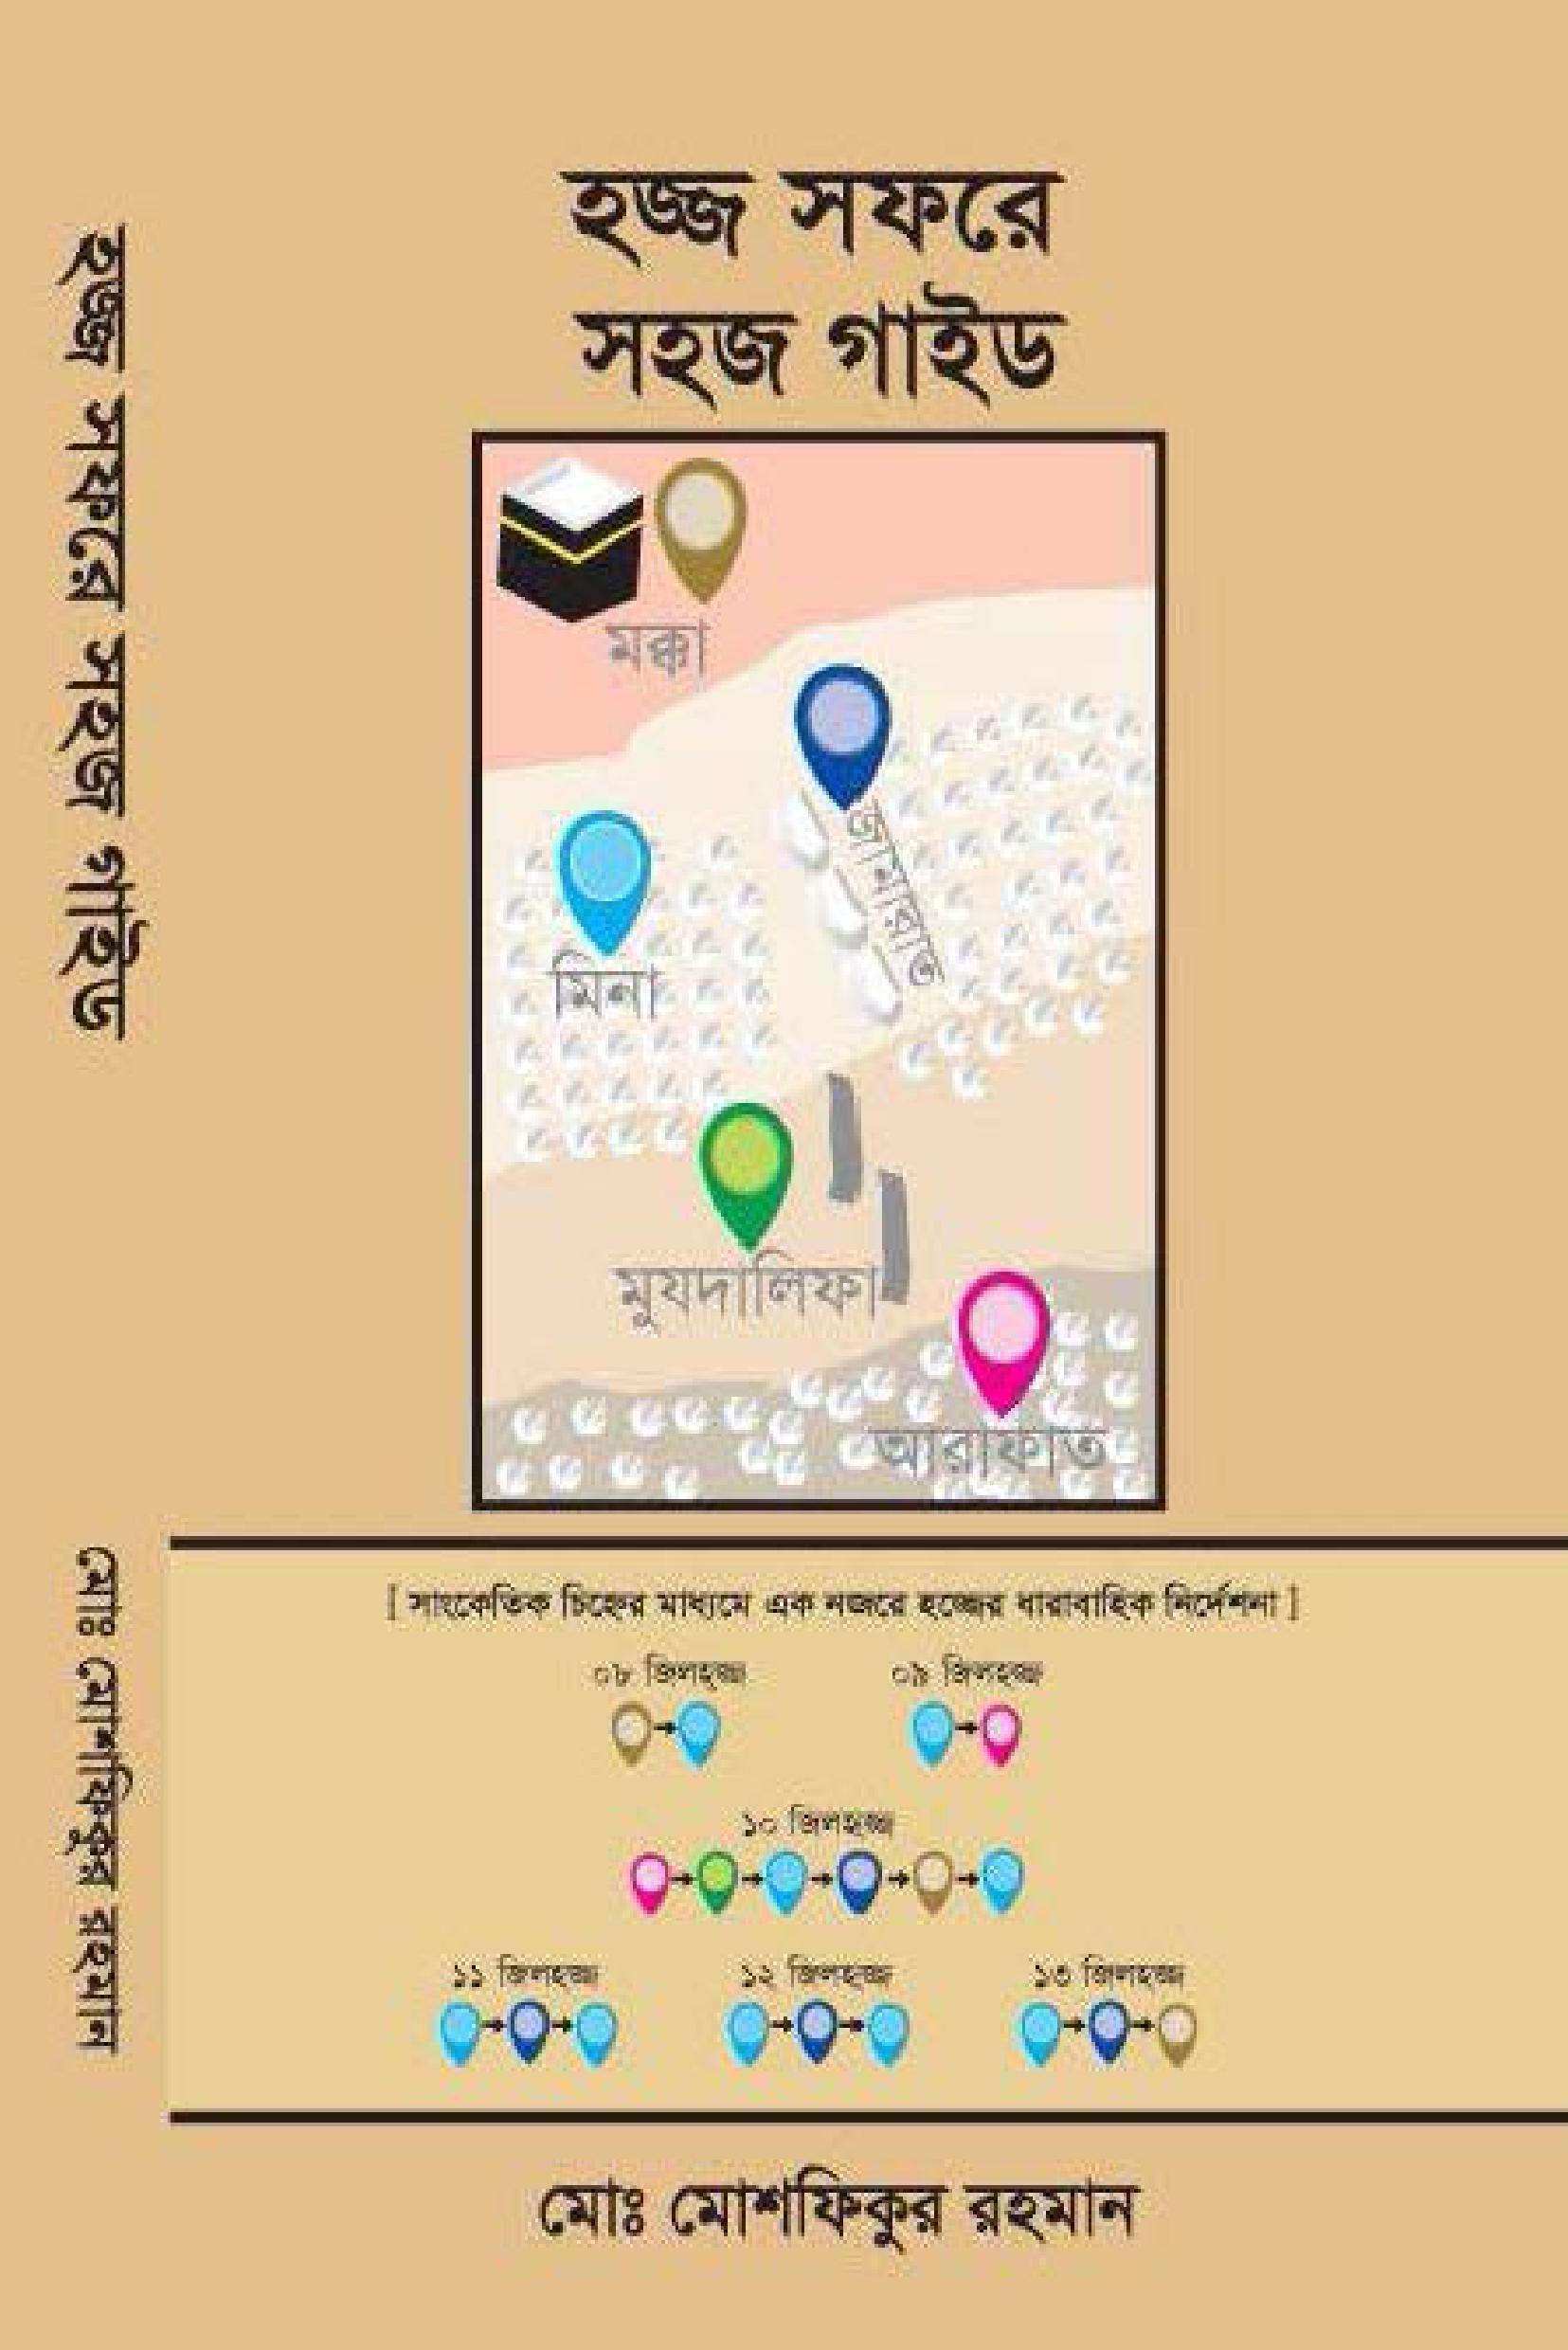 হজ্জ সফরে সহজ গাইড
মোঃ মোশফিকুর রহমান
হজ্জ সফরে
সহজ গাইড
মক্কা
জামারাত
মিনা
মুযদালিফা
আরাফাত
[ সাংকেতিক চিহ্নের মাধ্যমে এক নজরে হজ্জের ধারাবাহিক নির্দেশনা ]
০৮ জিলহজ্জ ০৯ জিলহজ্জ
১০ জিলহজ্জ
১১ জিলহজ্জ ১২ জিলহজ্জ ১৩ জিলহজ্জ
মোঃ মোশফিকুর রহমান